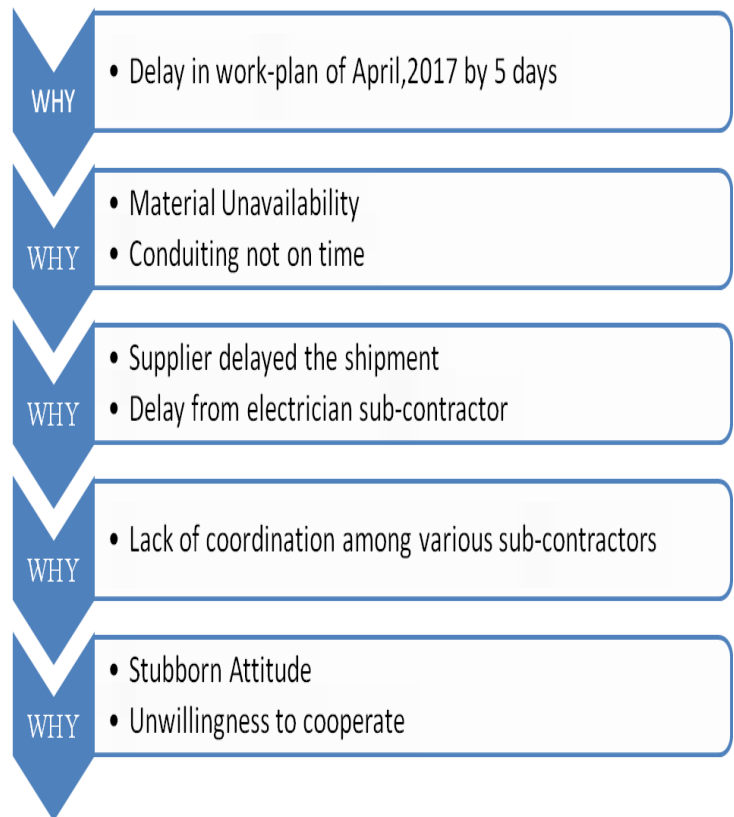 WHY
• Delay in work-plan of April,2017 by 5 days
WHY
• Material Unavailability
• Conduiting not on time
WHY
• Supplier delayed the shipment
• Delay from electrician sub-contractor
WHY
• Lack of coordination among various sub-contractors
WHY
• Stubborn Attitude
• Unwillingness to cooperate